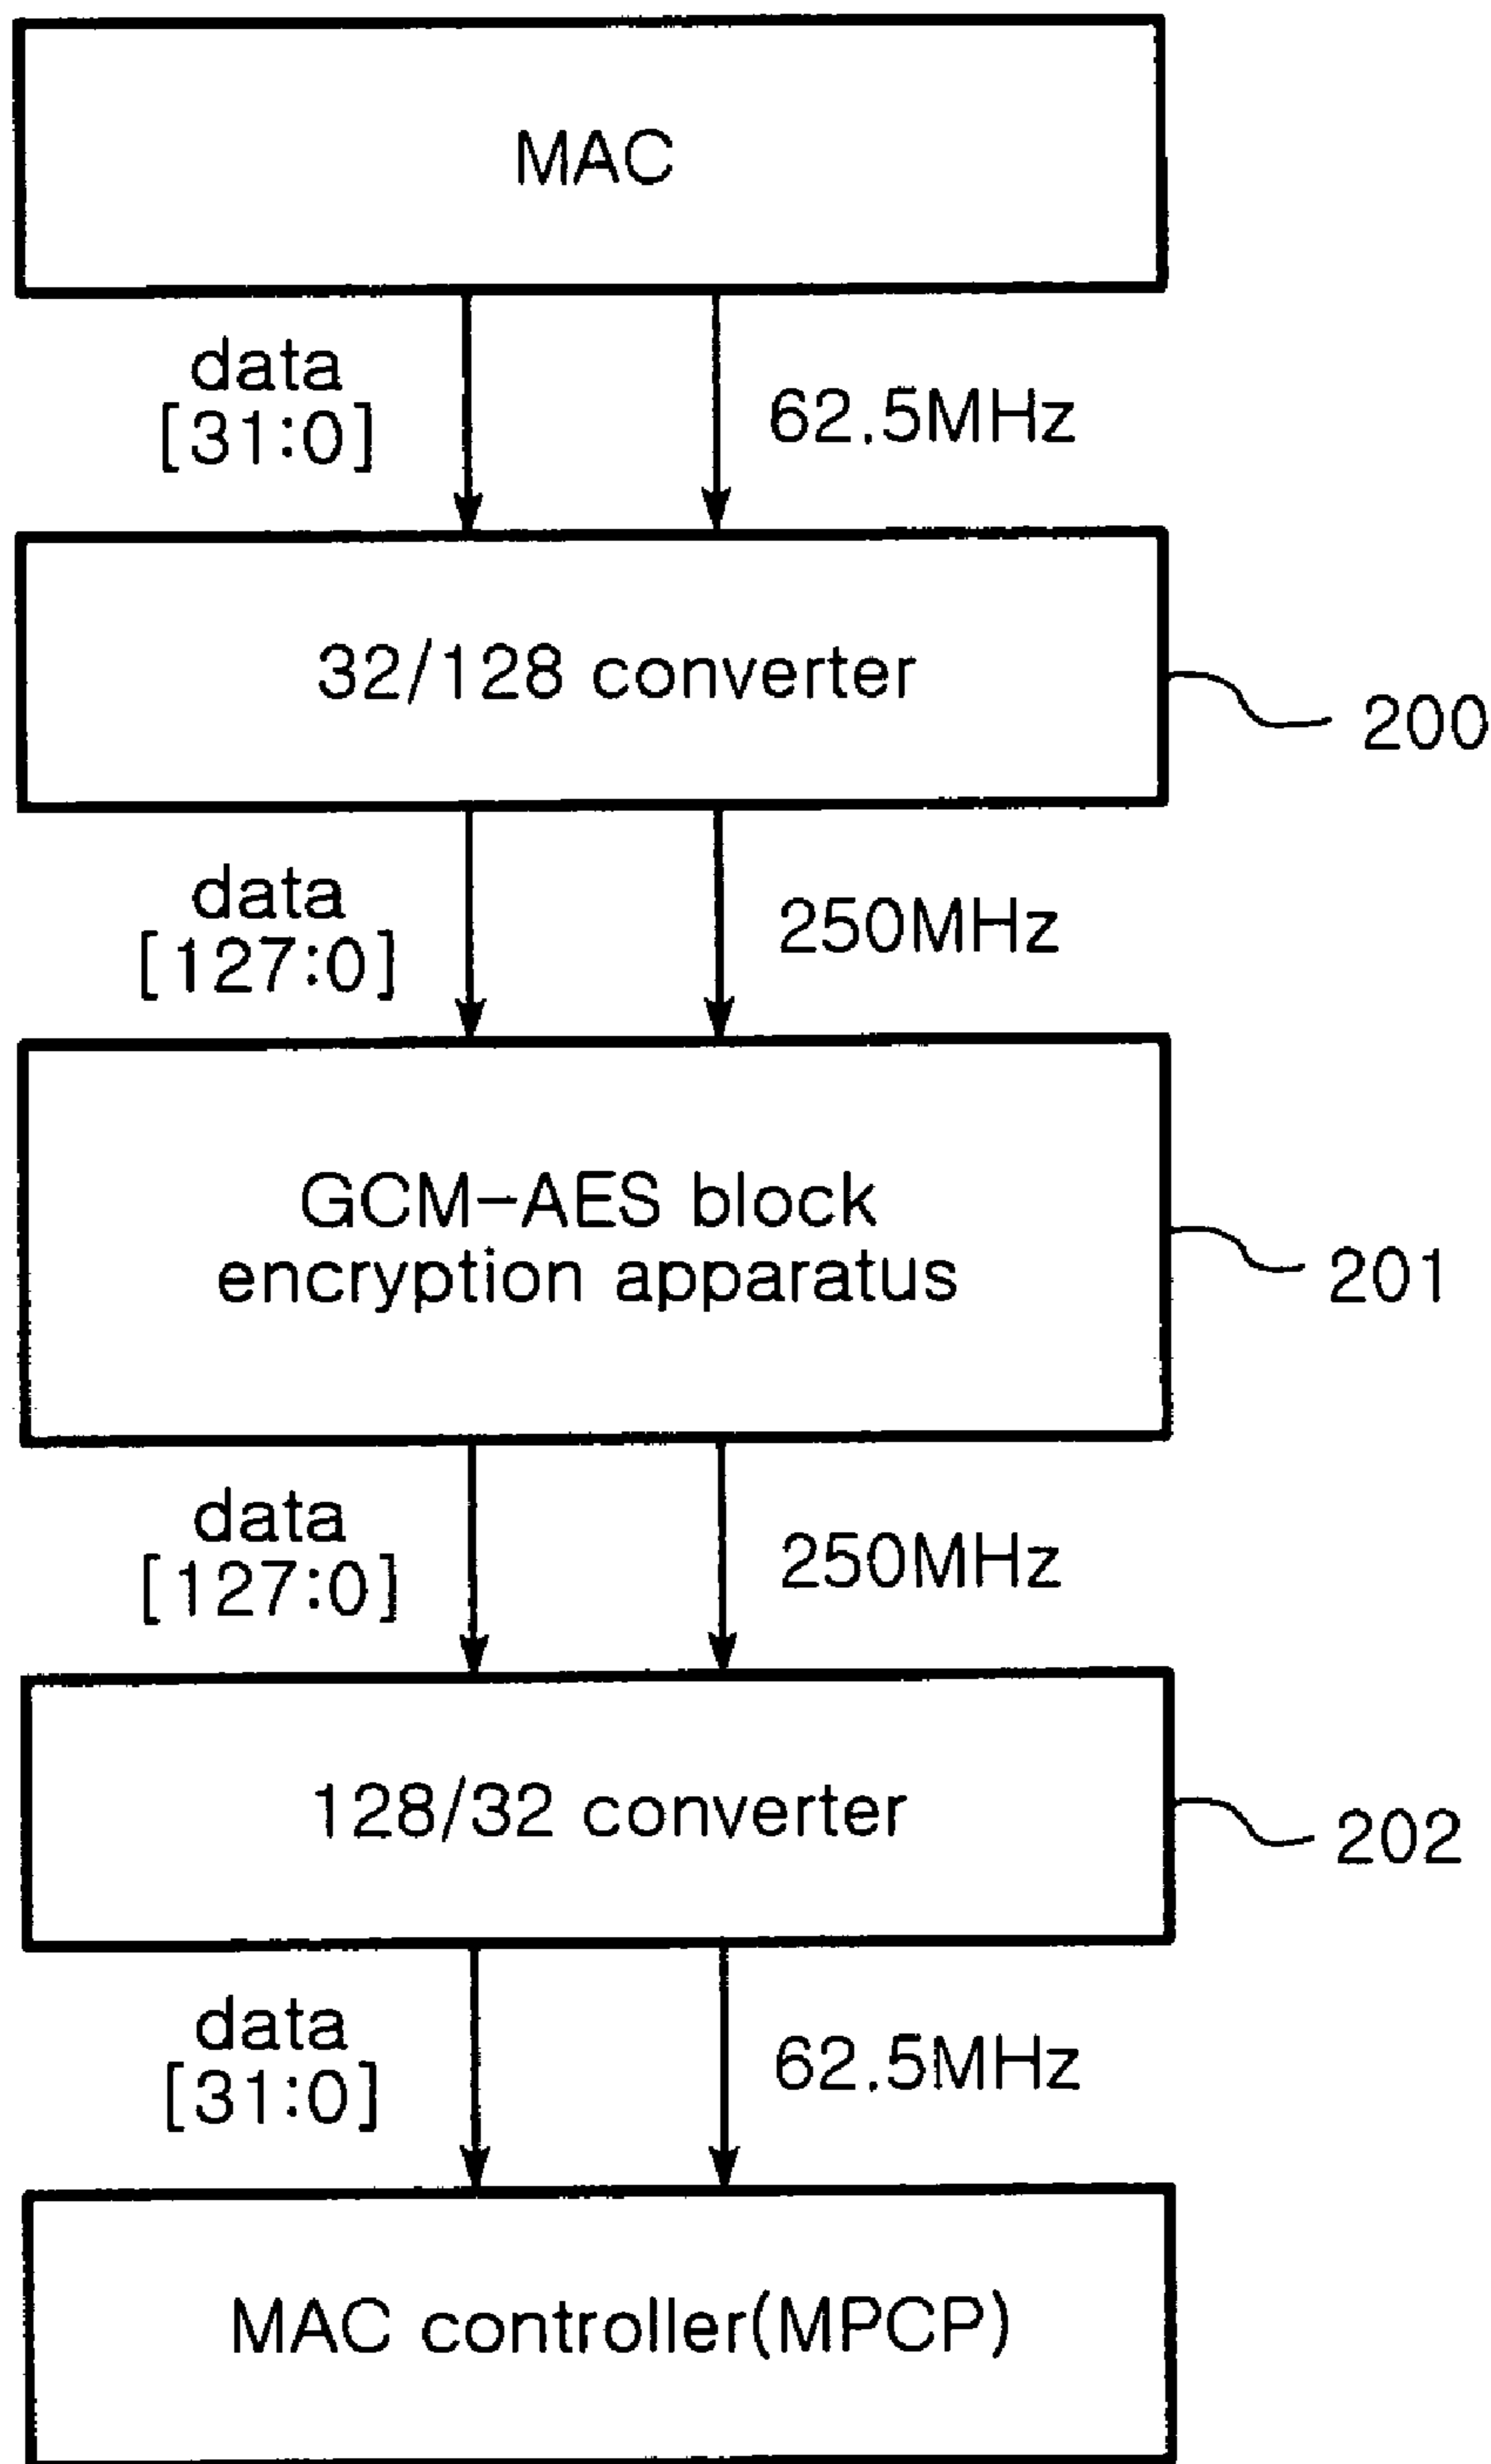 MAC
data
[31:0]
62.5MHz
32/128 converter
200
data
[127:0]
250MHz
GCM-AES block
encryption apparatus
201
data
[127:0]
250MHz
128/32 converter
202
data
[31:0]
62.5MHz
MAC controller(MPCP)